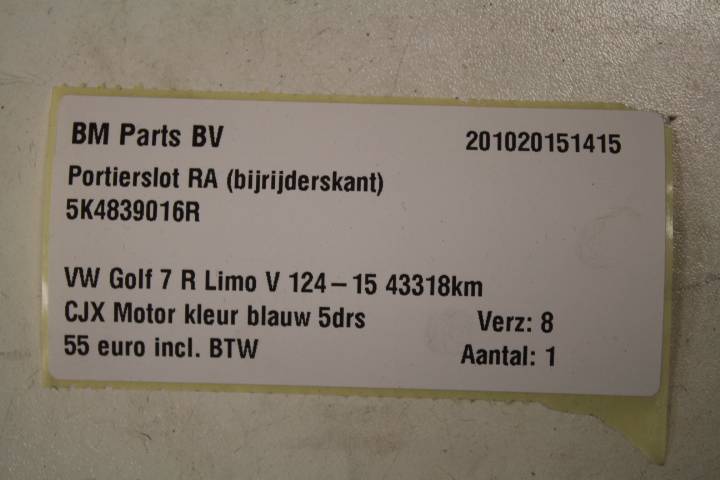 BM Parts BV 201020151415
Portierslot RA (bijrijderskant)
5K4839016R
VW Golf 7 R Limo V 124 – 15 43318km
CJX Motor kleur blauw 5drs Verz: 8
55 euro incl. BTW Aantal: 1